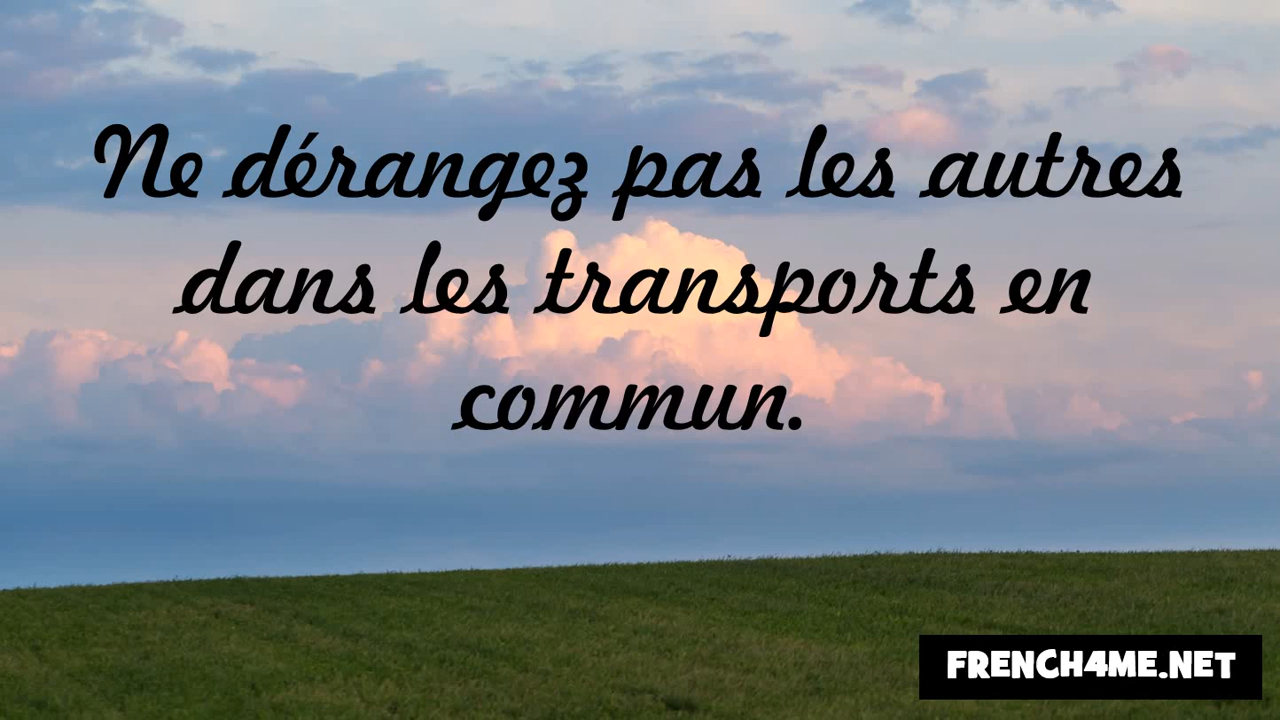 Ne dérangez pas les autres
dans les transports en
commun.
FRENCH4ME.NET